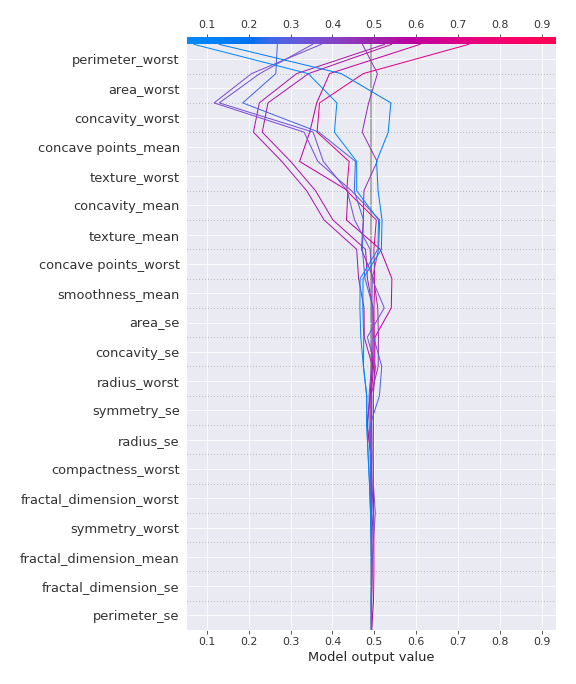 0.1 0.2 0.3 0.4 0.5 0.6 0.7 0.8 0.9
perimeter_worst
area_worst
concavity_worst
concave points_mean
texture_worst
concavity_mean
texture_mean
concave points_worst
smoothness_mean
area_se
concavity_se
radius_worst
symmetry_se
radius_se
compactness_worst
fractal_dimension_worst
symmetry_worst
fractal_dimension_mean
fractal_dimension_se
perimeter_se
0.1 0.2 0.3 0.4 0.5 0.6 0.7 0.8 0.9
Model output value